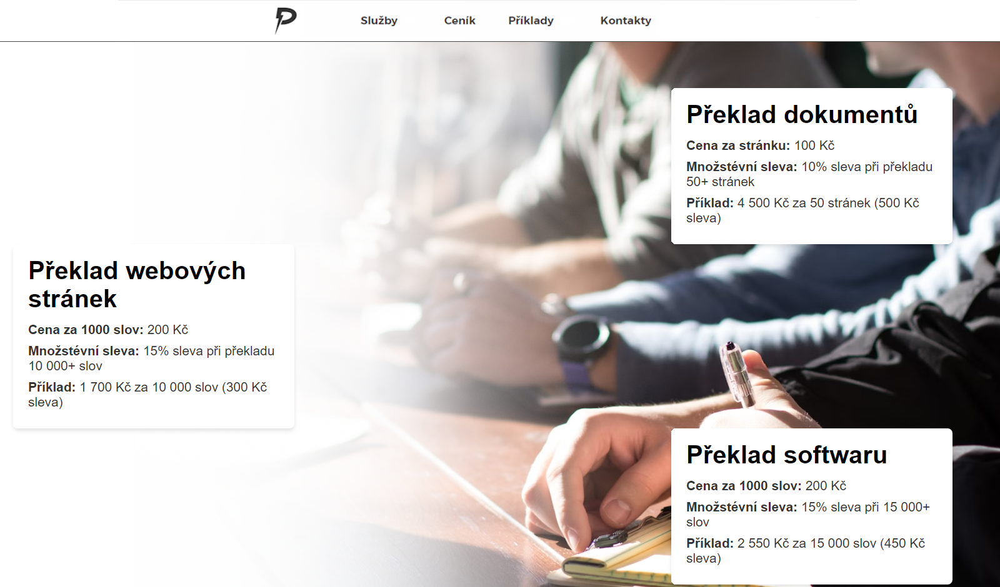 Služby Ceník Příklady Kontakty
Překlad dokumentů
Cena za stránku: 100 Kč
Množstévní sleva: 10% sleva při překladu
50+ stránek
Příklad: 4 500 Kč za 50 stránek (500 Kč
sleva)
Překlad webových
stránek
Cena za 1000 slov: 200 Kč
Množstévní sleva: 15% sleva při překladu
10 000+ slov
Příklad: 1 700 Kč za 10 000 slov (300 Kč
sleva)
Překlad softwaru
Cena za 1000 slov: 200 Kč
Množstévní sleva: 15% sleva při 15 000+
slov
Příklad: 2 550 Kč za 15 000 slov (450 Kč
sleva)